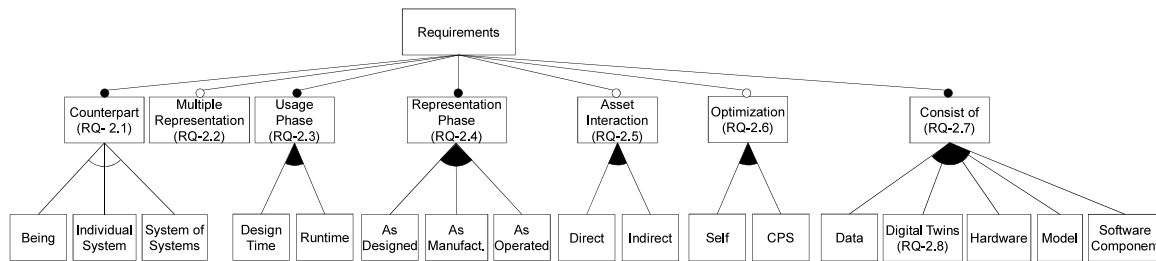 Requirements
Counterpart
(RQ- 2.1)
Multiple
Representation
(RQ-2.2)
Usage
Phase
(RQ-2.3)
Representation
Phase
(RQ-2.4)
Asset
Interaction
(RQ-2.5)
Optimization
(RQ-2.6)
Consist of
(RQ-2.7)
Being
Individual
System
System of
Systems
Design
Time
Runtime
As
Designed
As
Manufact.
As
Operated
Direct
Indirect
Self
CPS
Data
Digital Twins
(RQ-2.8)
Hardware
Model
Software
Component